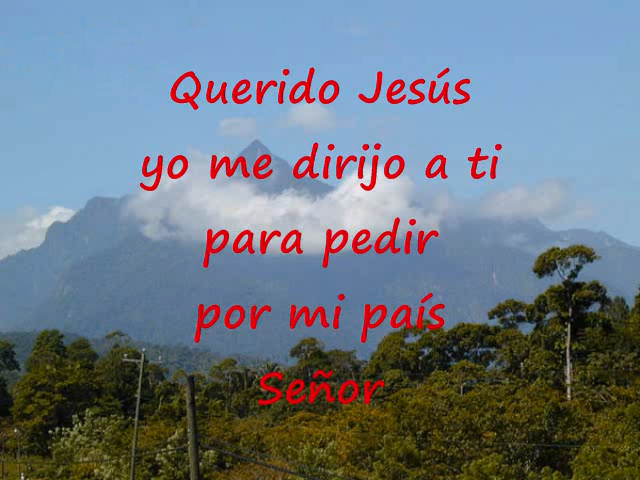 Querido Jesús
yo me dirijo a ti
para pedir
por mi país
Señor